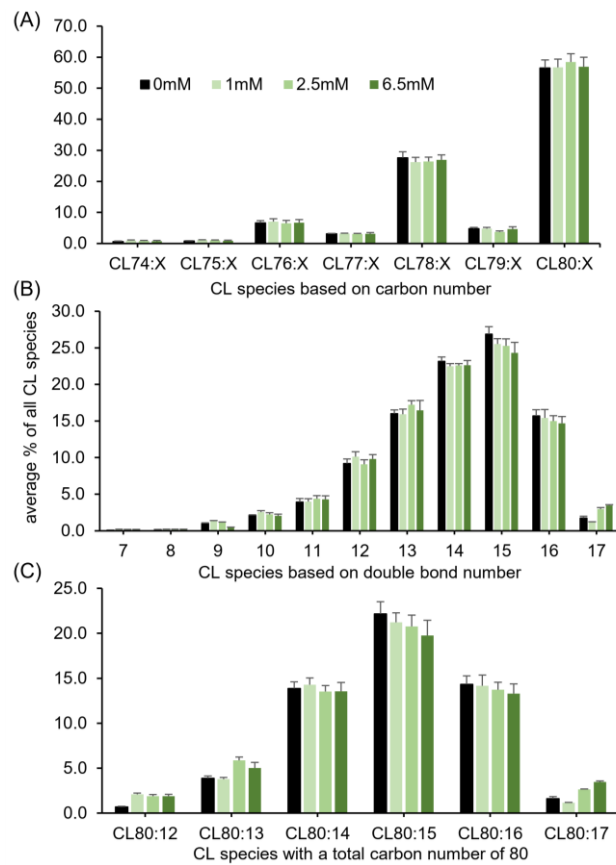 (A)
70.0
60.0
50.0
40.0
30.0
20.0
10.0
0.0
0mM 1mM 2.5mM 6.5mM
CL74:X CL75:X CL76:X CL77:X CL78:X CL79:X CL80:X
CL species based on carbon number
(B)
average % of all CL species
30.0
25.0
20.0
15.0
10.0
5.0
0.0
7 8 9 10 11 12 13 14 15 16 17
CL species based on double bond number
(C)
25.0
20.0
15.0
10.0
5.0
0.0
CL80:12 CL80:13 CL80:14 CL80:15 CL80:16 CL80:17
CL species with a total carbon number of 80